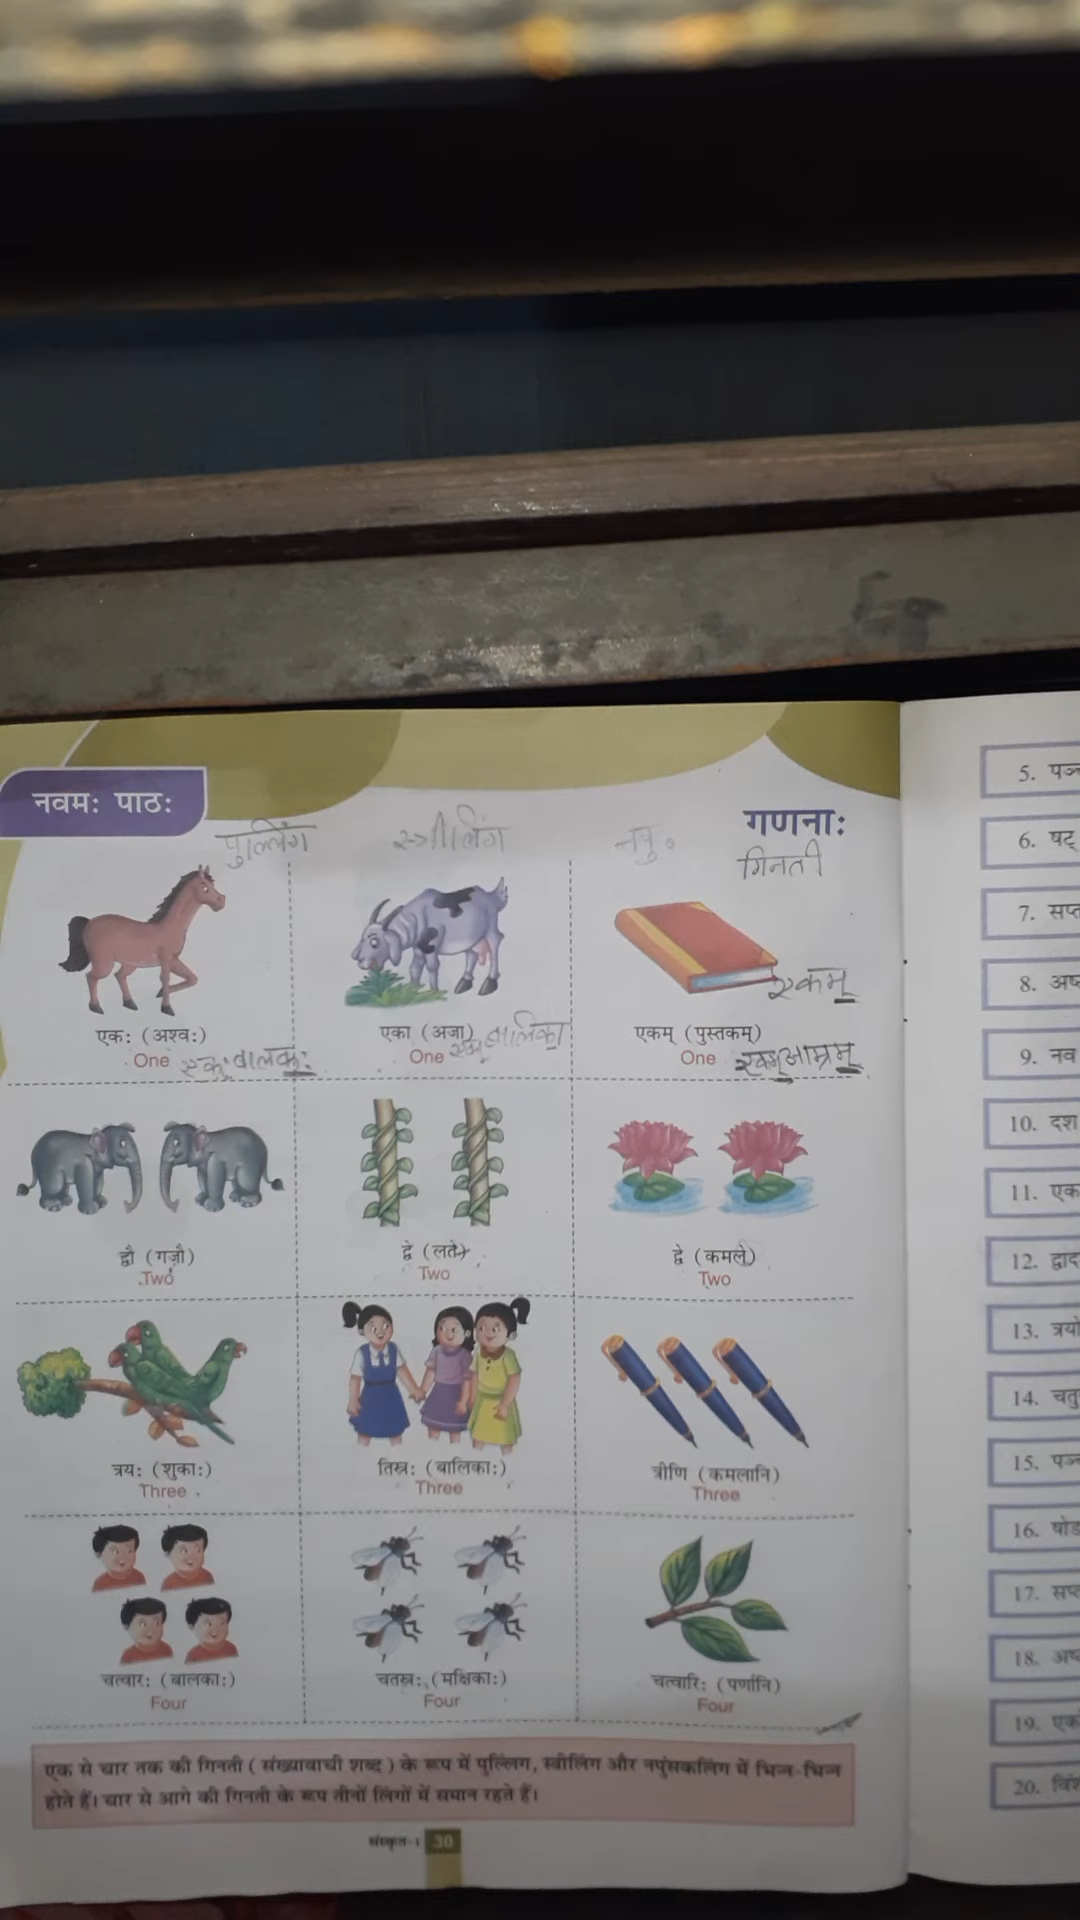 नवमः पाठः
गणनाः
पुल्लिंग
स्त्रीलिंग
नपु॰
गिनती
एकम्
एकः (अश्वः)
One
एकः बालकः
एका (अजा)
One
बालिका
एकम् (पुस्तकम्)
One
एकम् आम्रम्
द्वौ (गजौ)
Two
द्वे (लते)
Two
द्वे (कमले)
Two
त्रयः (शुकाः)
Three
तिस्रः (बालिकाः)
Three
त्रीणि (कमलानि)
Three
चत्वारः (बालकाः)
Four
चतस्रः (मक्षिकाः)
Four
चत्वारिः (पर्णानि)
Four
एक से चार तक की गिनती ( संख्यावाची शब्द ) के रूप में पुल्लिंग, स्त्रीलिंग और नपुंसकलिंग में भिन्न-भिन्न
होते हैं। चार से आगे की गिनती के रूप तीनों लिंगों में समान रहते हैं।
संस्कृत-1 30
5.
6. षट्
7.
8.
9. नव
10. दश
11. एक
12.
13.
14.
15.
16.
17.
18.
19. एक
20.